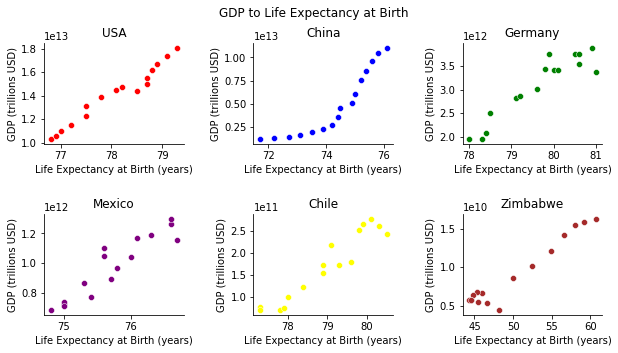 GDP to Life Expectancy at Birth
USA
1e13
GDP (trillions USD)
1.8
1.6
1.4
1.2
1.0
77
78
79
Life Expectancy at Birth (years)
China
1e13
GDP (trillions USD)
1.00
0.75
0.50
0.25
72
74
76
Life Expectancy at Birth (years)
Germany
1e12
GDP (trillions USD)
3.5
3.0
2.5
2.0
78
79
80
81
Life Expectancy at Birth (years)
Mexico
1e12
GDP (trillions USD)
1.2
1.0
0.8
75
76
Life Expectancy at Birth (years)
Chile
1e11
GDP (trillions USD)
2.5
2.0
1.5
1.0
78
79
80
Life Expectancy at Birth (years)
Zimbabwe
1e10
GDP (trillions USD)
1.5
1.0
0.5
45
50
55
60
Life Expectancy at Birth (years)